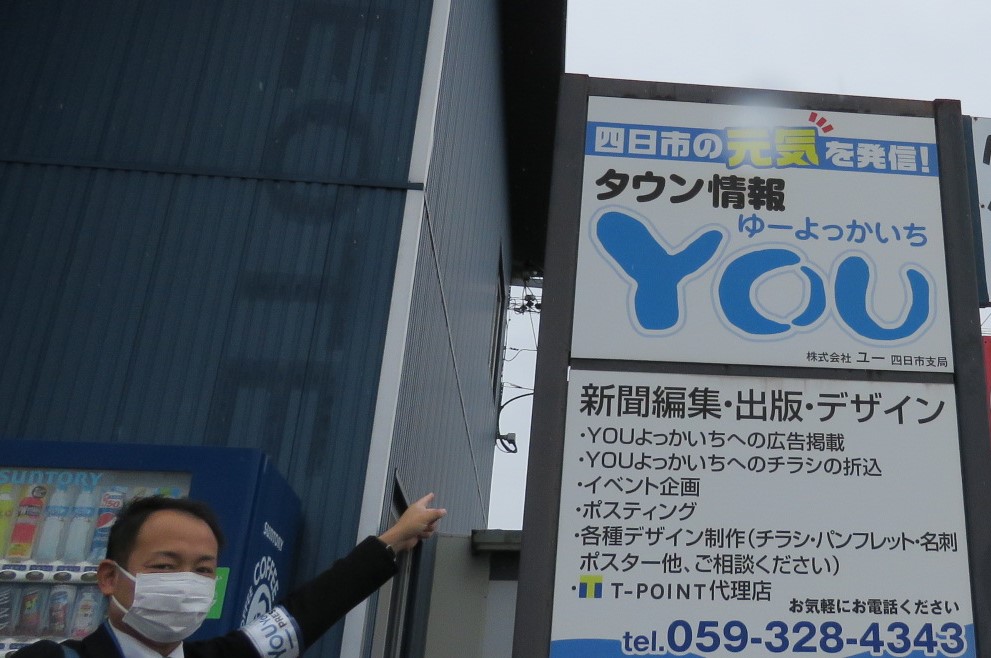 四日市の元気を発信!
タウン情報
ゆーよっかいち
YOU
株式会社 ユー 四日市支局
新聞編集・出版・デザイン
・YOUよっかいちへの広告掲載
・YOUよっかいちへのチラシの折込
・イベント企画
・ポスティング
・各種デザイン制作(チラシ・パンフレット・名刺
ポスター他、ご相談ください)
・T T-POINT代理店
お気軽にお電話ください
tel.059-328-4343
SUNTORY
SUNTORY
COFFEE
YOU
PRESS